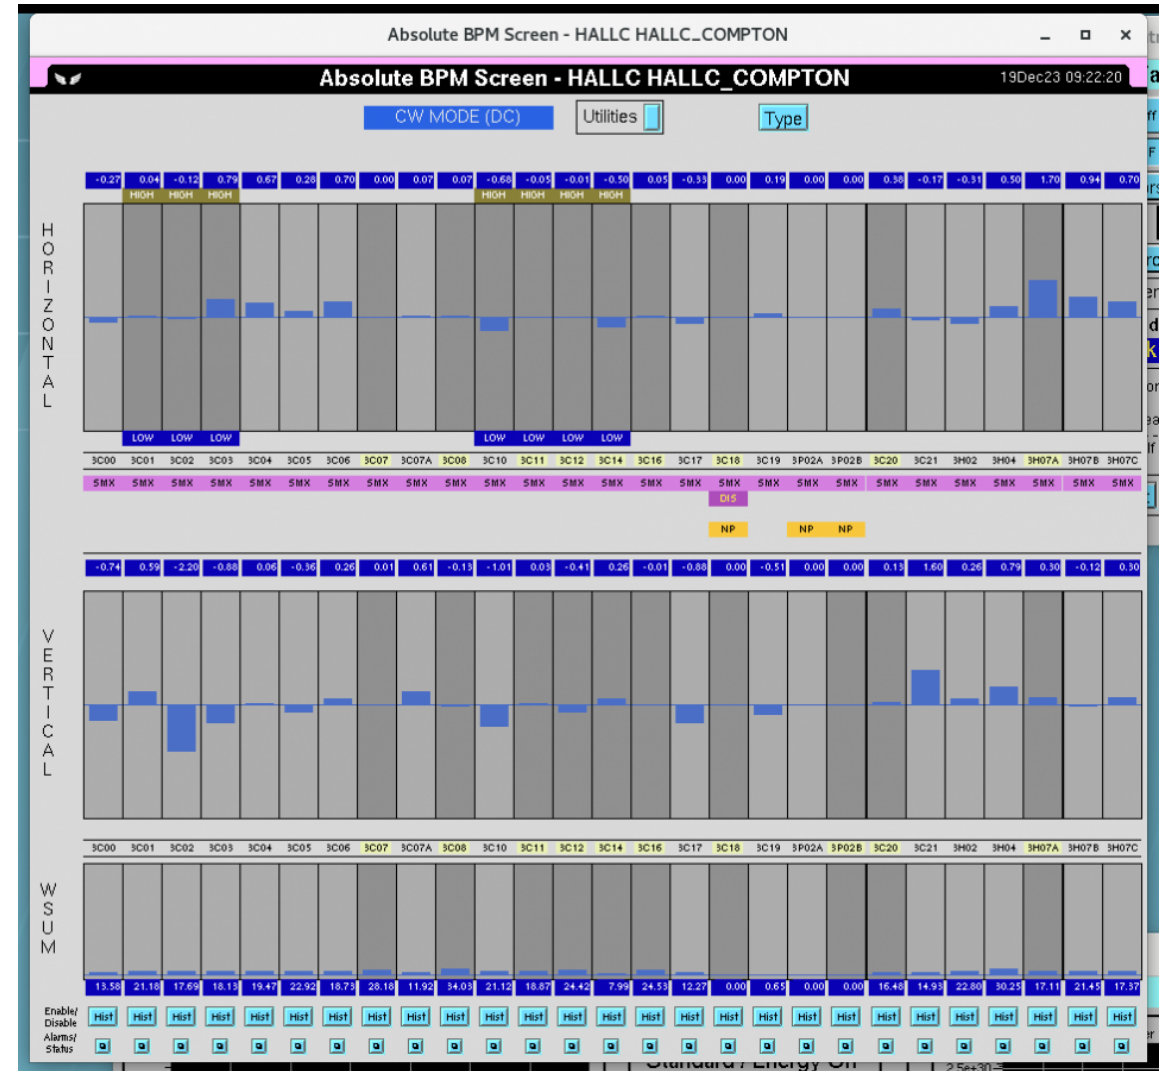 Absolute BPM Screen - HALLC HALLC_COMPTON
Absolute BPM Screen - HALLC HALLC_COMPTON 19Dec23 09:22:20
CW MODE (DC) Utilities Type
-0.27 0.04 -0.12 0.79 0.67 0.28 0.70 0.00 0.07 0.07 -0.68 -0.05 -0.01 -0.50 0.05 -0.33 0.00 0.19 0.00 0.00 0.38 -0.17 -0.31 0.50 1.70 0.94 0.70
HIGH HIGH HIGH HIGH HIGH HIGH HIGH
HORIZONTAL
LOW LOW LOW LOW LOW LOW LOW
3C00 3C01 3C02 3C03 3C04 3C05 3C06 3C07 3C07A 3C08 3C10 3C11 3C12 3C14 3C16 3C17 3C18 3C19 3P02A 3P02B 3C20 3C21 3H02 3H04 3H07A 3H07B 3H07C
SMX SMX SMX SMX SMX SMX SMX SMX SMX SMX SMX SMX SMX SMX SMX SMX SMX SMX SMX SMX SMX SMX SMX SMX SMX SMX SMX
DIS
NP NP NP
-0.74 0.59 -2.20 -0.88 0.06 -0.36 0.26 0.01 0.61 -0.13 -1.01 0.03 -0.41 0.26 -0.01 -0.88 0.00 -0.51 0.00 0.00 0.13 1.60 0.26 0.79 0.30 -0.12 0.30
VERTICAL
3C00 3C01 3C02 3C03 3C04 3C05 3C06 3C07 3C07A 3C08 3C10 3C11 3C12 3C14 3C16 3C17 3C18 3C19 3P02A 3P02B 3C20 3C21 3H02 3H04 3H07A 3H07B 3H07C
WSUM
13.58 21.18 17.69 18.13 19.47 22.92 18.73 28.18 11.92 34.03 21.12 18.87 24.42 7.99 24.53 12.27 0.00 0.65 0.00 0.00 16.48 14.93 22.80 30.25 17.11 21.45 17.37
Enable/
Disable
Hist Hist Hist Hist Hist Hist Hist Hist Hist Hist Hist Hist Hist Hist Hist Hist Hist Hist Hist Hist Hist Hist Hist Hist Hist Hist Hist
Alarms/
Status
Standard / Energy On
2.5e+30